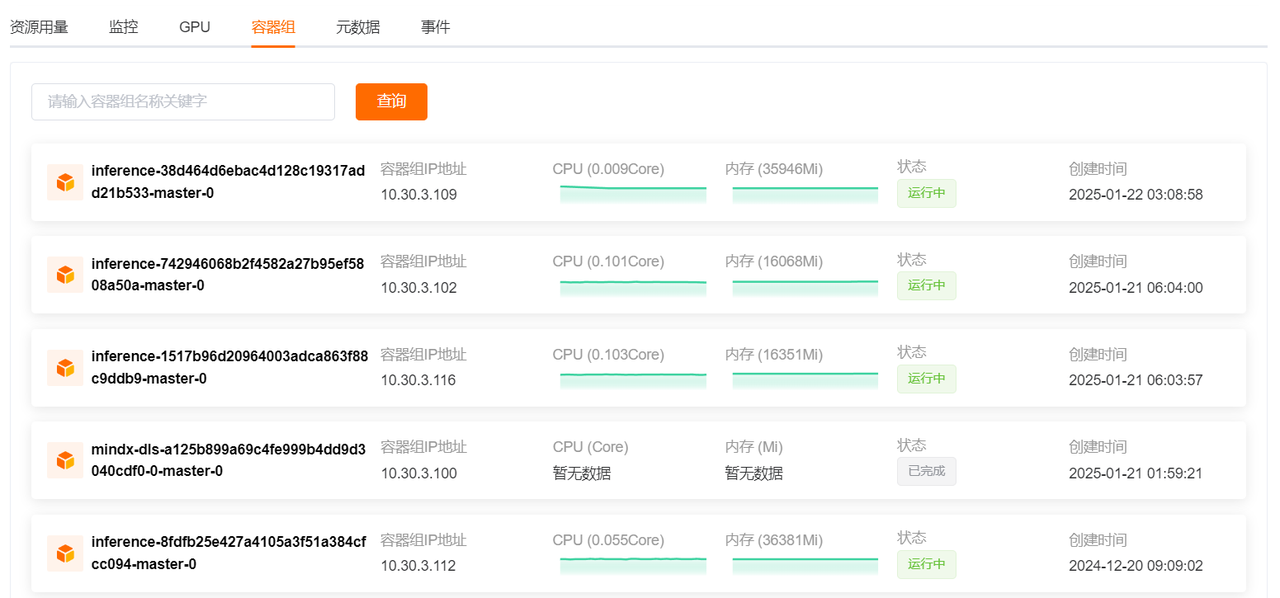 资源用量 监控 GPU 容器组 元数据 事件
请输入容器组名称关键字 查询
inference-38d464d6ebac4d128c19317ad
d21b533-master-0
容器组IP地址
10.30.3.109
CPU (0.009Core)
内存 (35946Mi)
状态
运行中
创建时间
2025-01-22 03:08:58
inference-742946068b2f4582a27b95ef58
08a50a-master-0
容器组IP地址
10.30.3.102
CPU (0.101Core)
内存 (16068Mi)
状态
运行中
创建时间
2025-01-21 06:04:00
inference-1517b96d20964003adca863f88
c9ddb9-master-0
容器组IP地址
10.30.3.116
CPU (0.103Core)
内存 (16351Mi)
状态
运行中
创建时间
2025-01-21 06:03:57
mindx-dls-a125b899a69c4fe999b4dd9d3
040cdf0-0-master-0
容器组IP地址
10.30.3.100
CPU (Core)
暂无数据
内存 (Mi)
暂无数据
状态
已完成
创建时间
2025-01-21 01:59:21
inference-8fdfb25e427a4105a3f51a384cf
cc094-master-0
容器组IP地址
10.30.3.112
CPU (0.055Core)
内存 (36381Mi)
状态
运行中
创建时间
2024-12-20 09:09:02